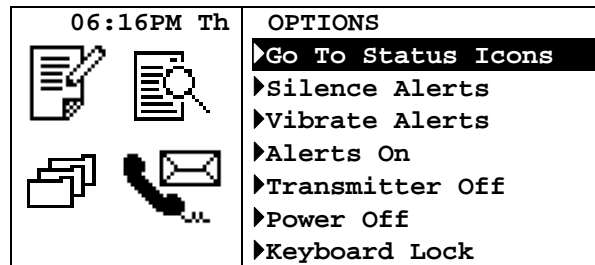 06:16PM Th
OPTIONS
Go To Status Icons
Silence Alerts
Vibrate Alerts
Alerts On
Transmitter Off
Power Off
Keyboard Lock